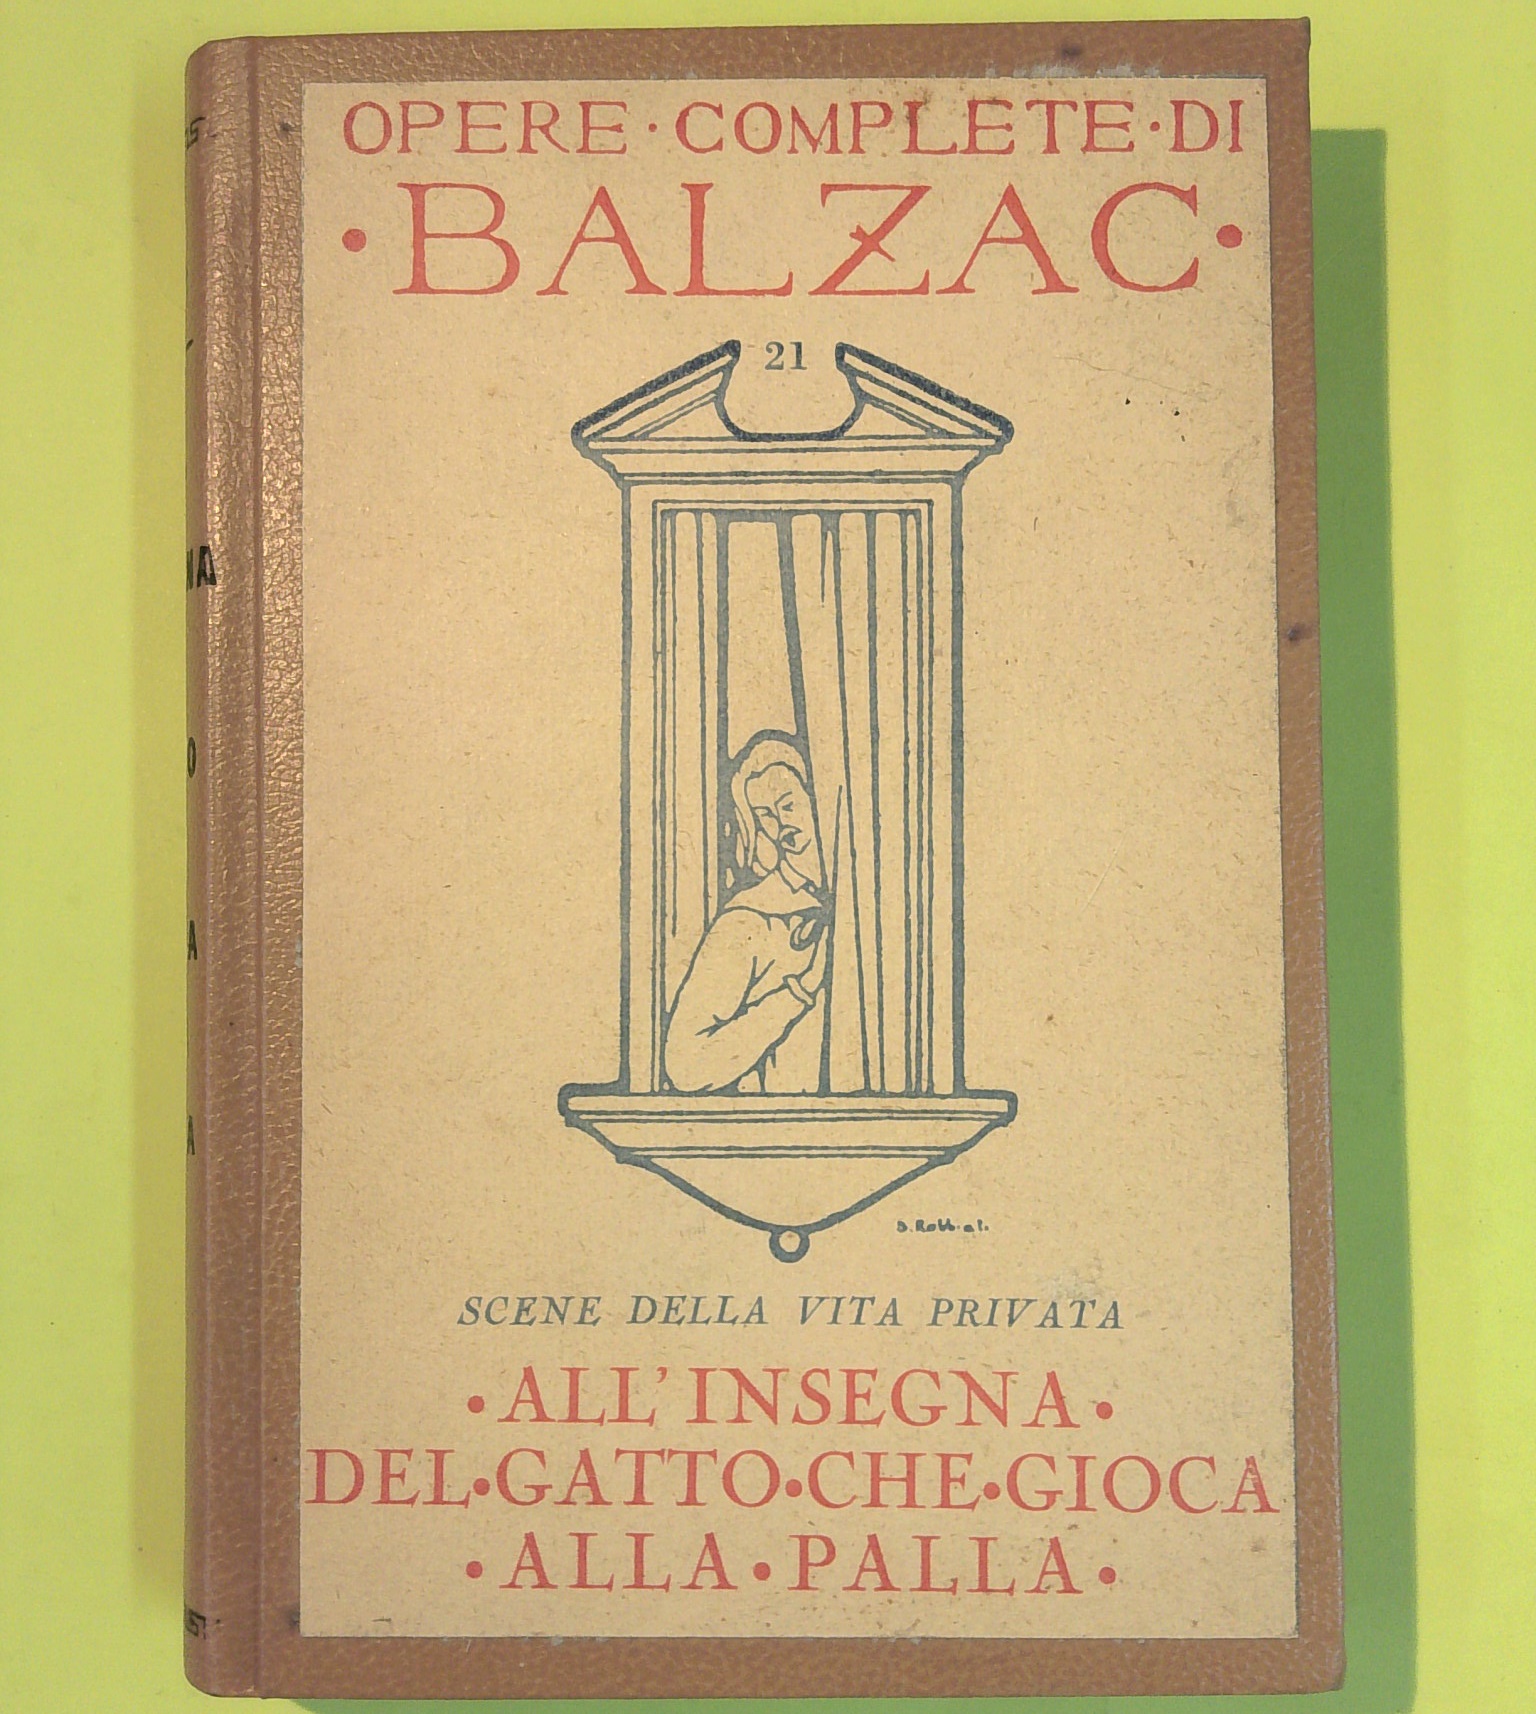 OPERE · COMPLETE · DI
· BALZAC ·
21
SCENE DELLA VITA PRIVATA
· ALL'INSEGNA ·
DEL · GATTO · CHE · GIOCA
· ALLA · PALLA ·